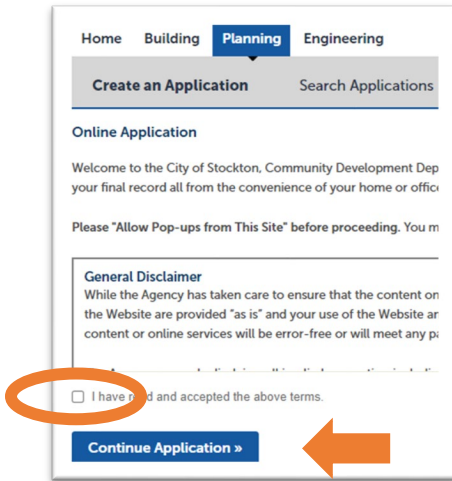 Home Building Planning Engineering
Create an Application Search Applications
Online Application
Welcome to the City of Stockton, Community Development Dep
your final record all from the convenience of your home or offic
Please "Allow Pop-ups from This Site" before proceeding. You m
General Disclaimer
While the Agency has taken care to ensure that the content on
the Website are provided "as is" and your use of the Website ar
content or online services will be error-free or will meet any pa
I have read and accepted the above terms.
Continue Application »